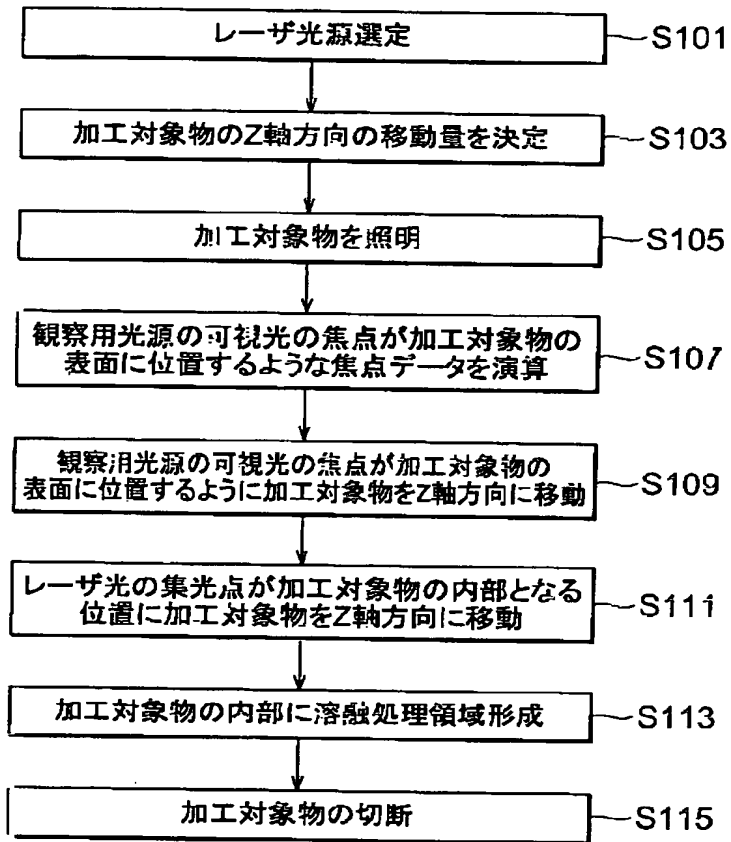 レーザ光源選定
S101
加工対象物のZ軸方向の移動量を決定
S103
加工対象物を照明
S105
観察用光源の可視光の焦点が加工対象物の
表面に位置するような焦点データを演算
S107
観察用光源の可視光の焦点が加工対象物の
表面に位置するように加工対象物をZ軸方向に移動
S109
レーザ光の集光点が加工対象物の内部となる
位置に加工対象物をZ軸方向に移動
S111
加工対象物の内部に溶融処理領域形成
S113
加工対象物の切断
S115